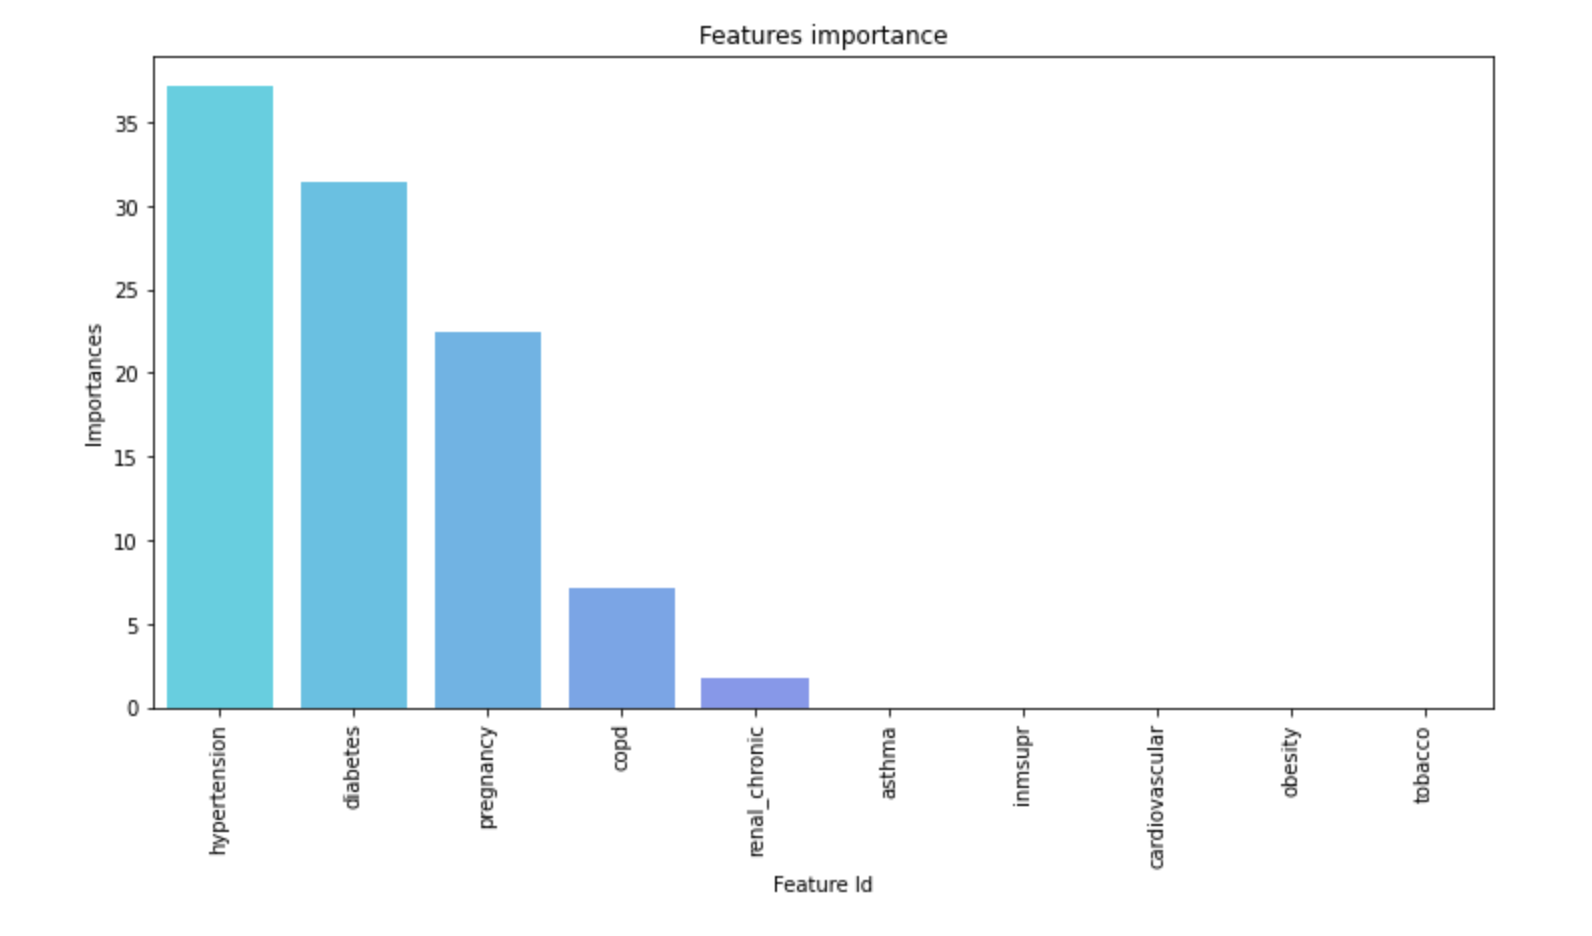 Features importance
35
30
25
20
15
10
5
0
Importances
hypertension
diabetes
pregnancy
copd
renal_chronic
asthma
inmsupr
cardiovascular
obesity
tobacco
Feature Id